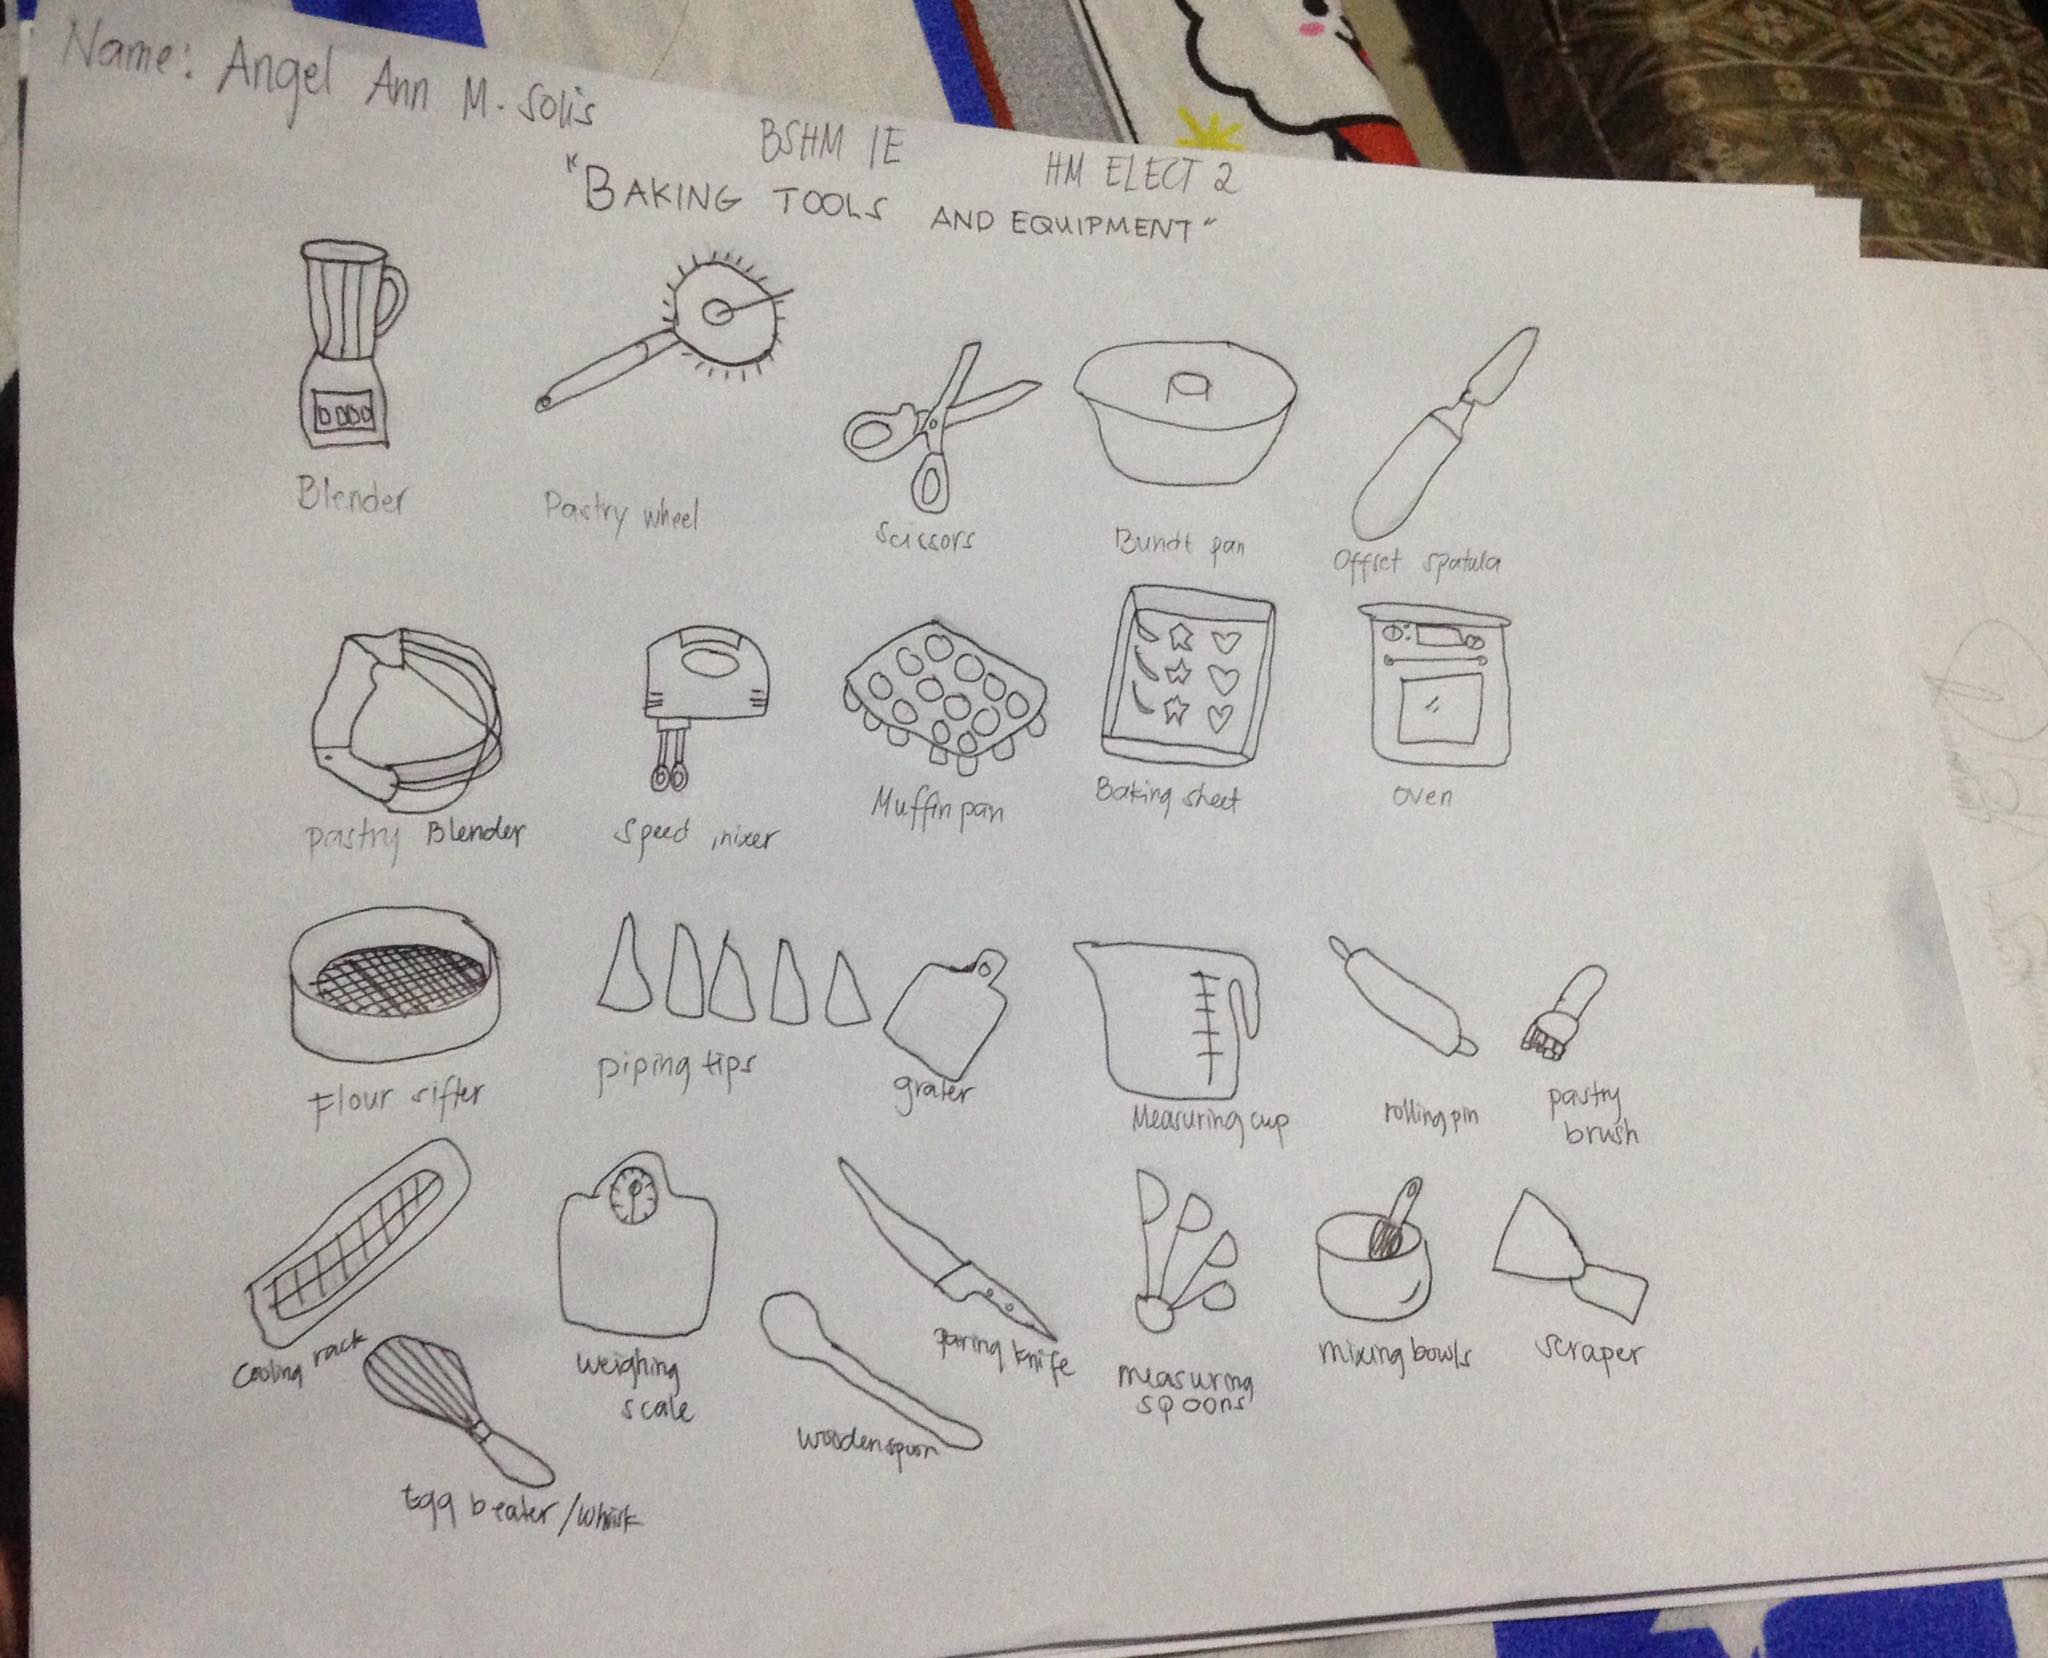 Name: Angel Ann M. Solis
BSHM 1E
HM ELECT 2
"BAKING TOOLS AND EQUIPMENT"
Blender
Pastry wheel
Scissors
Bundt pan
Offset spatula
pastry Blender
Speed mixer
Muffin pan
Baking sheet
oven
Flour sifter
piping tips
grater
Measuring cup
rolling pin
pastry
brush
Cooling rack
weighing
scale
wooden spoon
paring knife
measuring
spoons
mixing bowls
scraper
Egg beater/whisk